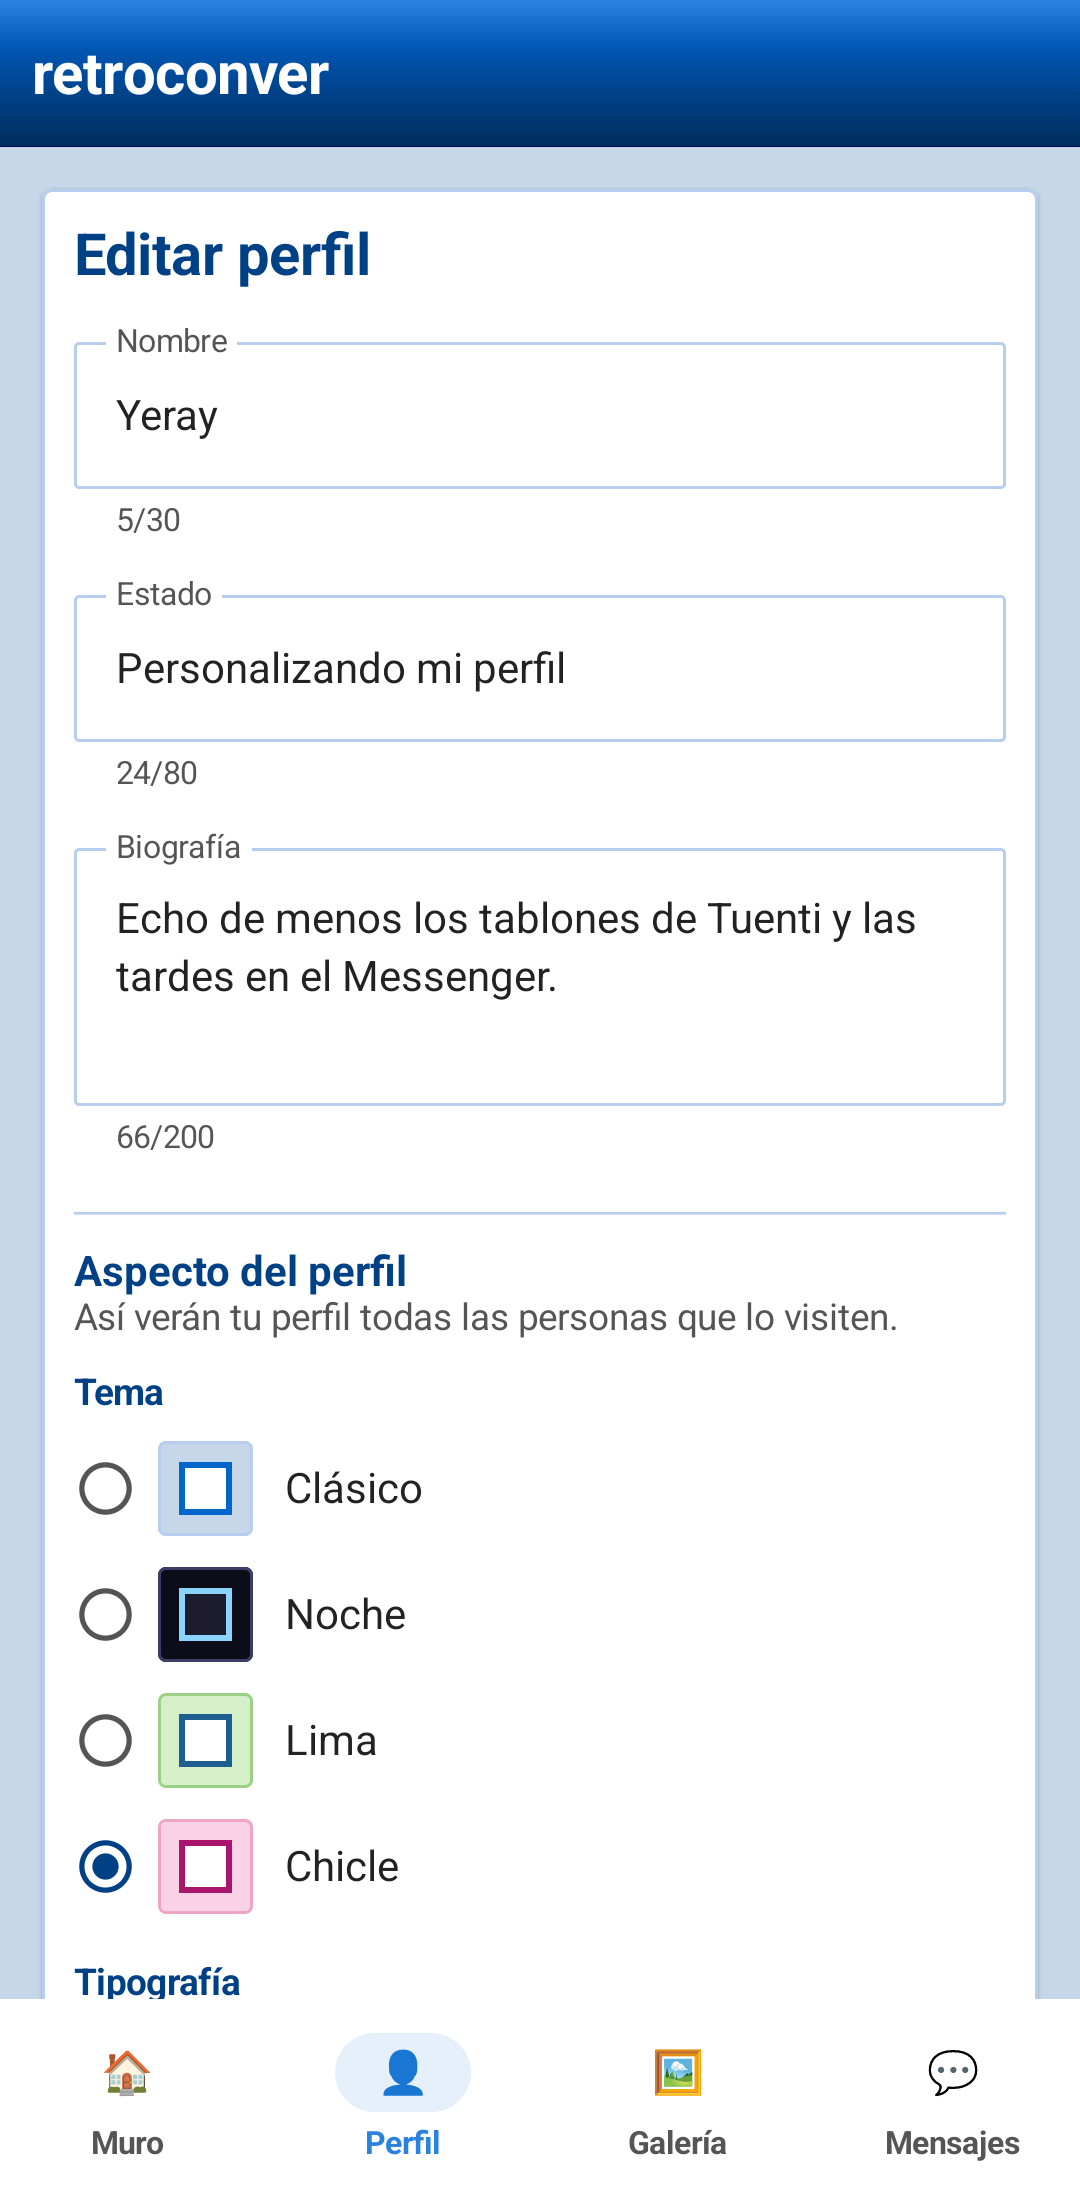 retroconver
Editar perfil
Nombre
Yeray
5/30
Estado
Personalizando mi perfil
24/80
Biografía
Echo de menos los tablones de Tuenti y las
tardes en el Messenger.
66/200
Aspecto del perfil
Así verán tu perfil todas las personas que lo visiten.
Tema
Clásico
Noche
Lima
Chicle
Tipografía
Muro
Perfil
Galería
Mensajes